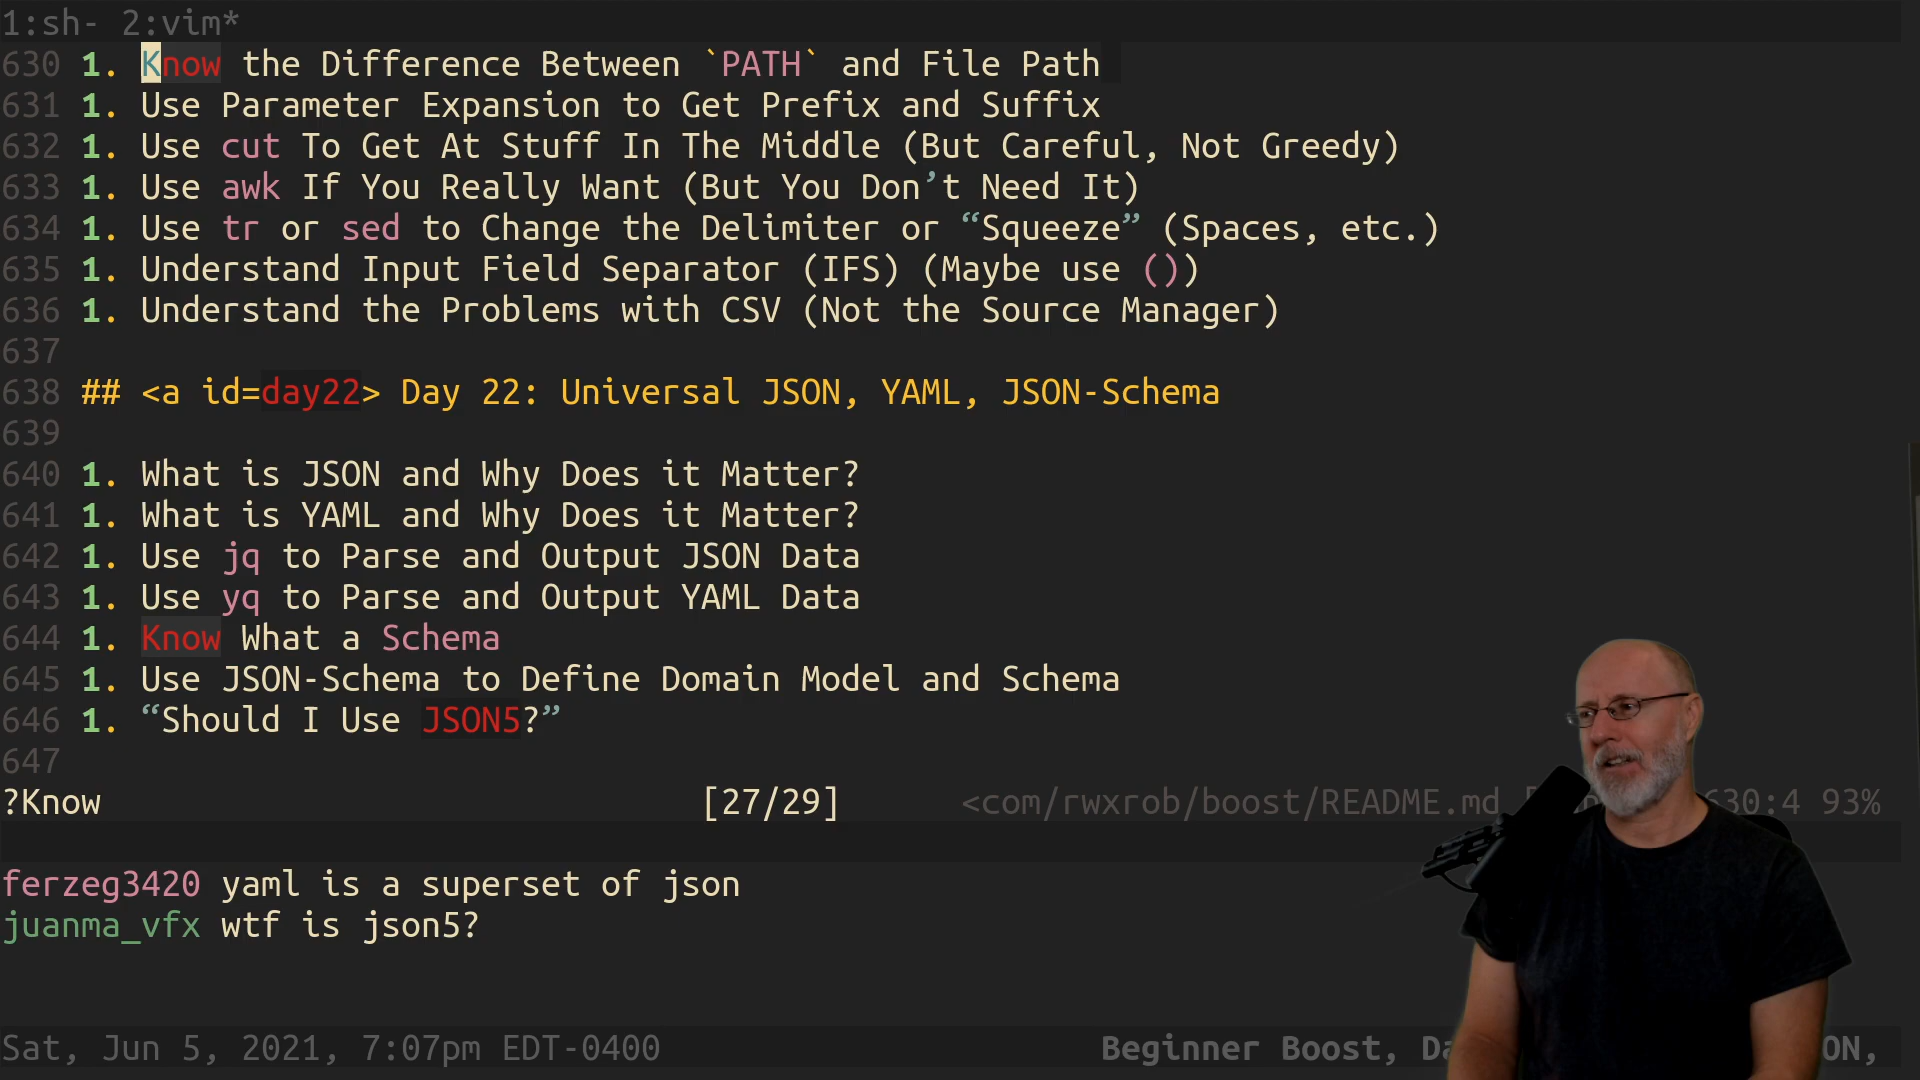 1:sh- 2:vim*
630 1. Know the Difference Between `PATH` and File Path
631 1. Use Parameter Expansion to Get Prefix and Suffix
632 1. Use cut To Get At Stuff In The Middle (But Careful, Not Greedy)
633 1. Use awk If You Really Want (But You Don’t Need It)
634 1. Use tr or sed to Change the Delimiter or “Squeeze” (Spaces, etc.)
635 1. Understand Input Field Separator (IFS) (Maybe use ())
636 1. Understand the Problems with CSV (Not the Source Manager)
637
638 ## <a id=day22> Day 22: Universal JSON, YAML, JSON-Schema
639
640 1. What is JSON and Why Does it Matter?
641 1. What is YAML and Why Does it Matter?
642 1. Use jq to Parse and Output JSON Data
643 1. Use yq to Parse and Output YAML Data
644 1. Know What a Schema
645 1. Use JSON-Schema to Define Domain Model and Schema
646 1. “Should I Use JSON5?”
647
?Know [27/29] <com/rwxrob/boost/README.md 630:4 93%
ferzeg3420 yaml is a superset of json
juanma_vfx wtf is json5?
Sat, Jun 5, 2021, 7:07pm EDT-0400 Beginner Boost, ON,